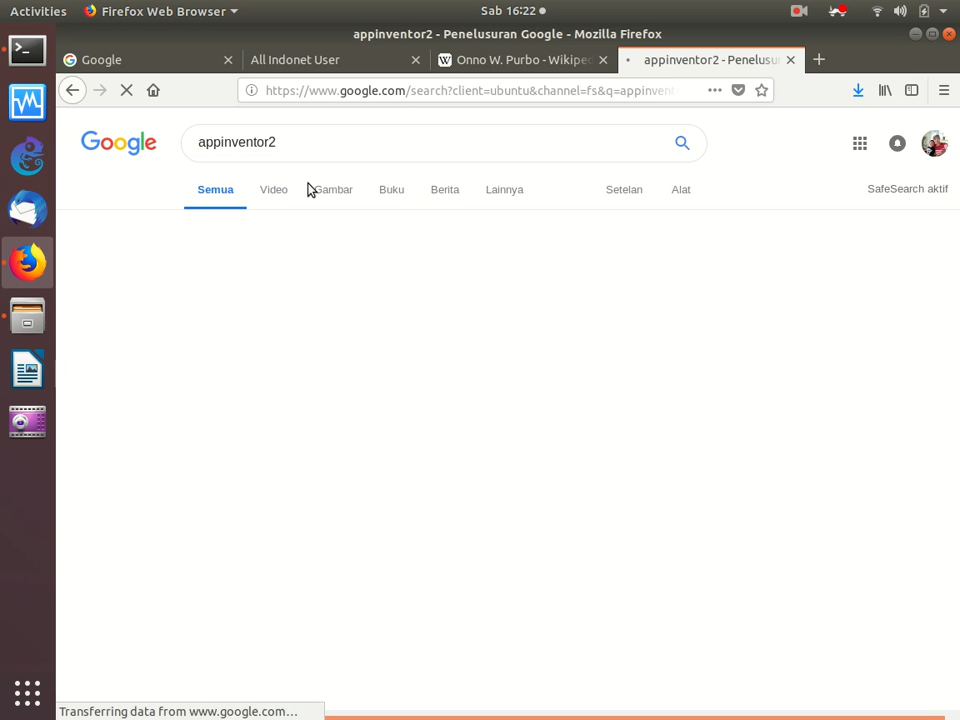 Activities Firefox Web Browser Sab 16:22
appinventor2 - Penelusuran Google - Mozilla Firefox
Google All Indonet User Onno W. Purbo - Wikipe appinventor2 - Penelusu
https://www.google.com/search?client=ubuntu&channel=fs&q=appinven
Google appinventor2
Semua Video Gambar Buku Berita Lainnya Setelan Alat SafeSearch aktif
Transferring data from www.google.com…